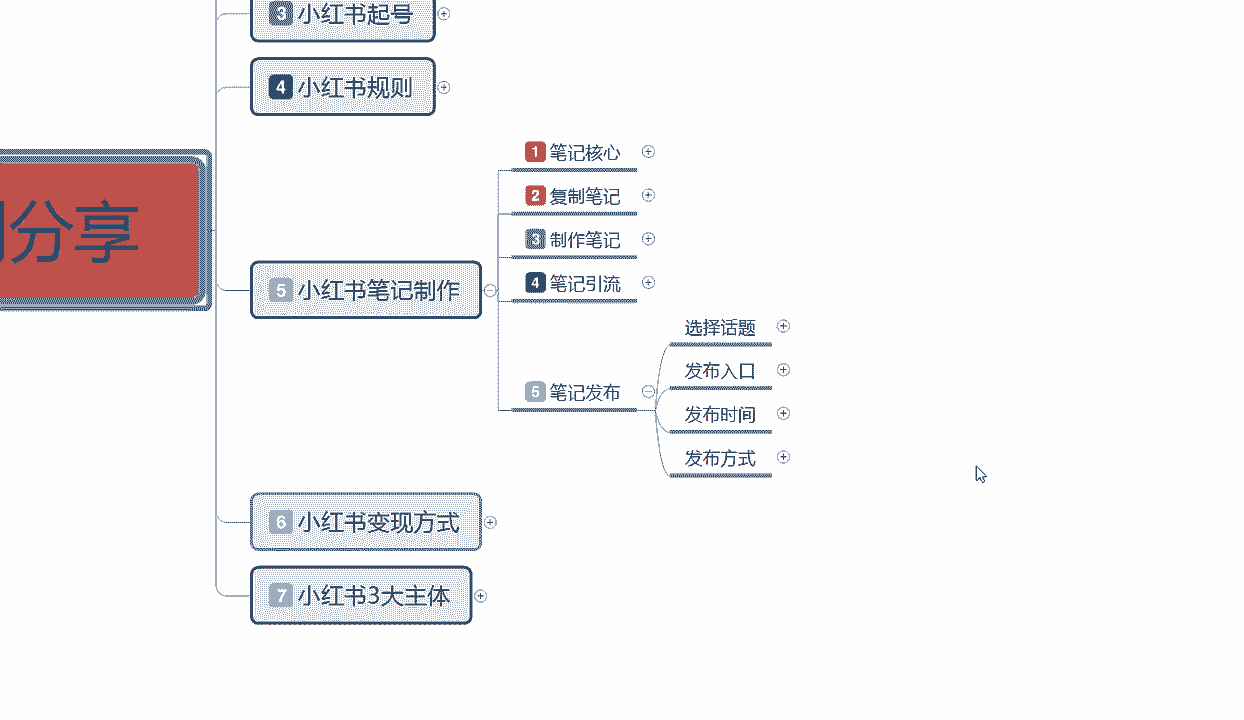 3 小红书起号
4 小红书规则
分享
5 小红书笔记制作
1 笔记核心
2 复制笔记
3 制作笔记
4 笔记引流
5 笔记发布
选择话题
发布入口
发布时间
发布方式
6 小红书变现方式
7 小红书3大主体